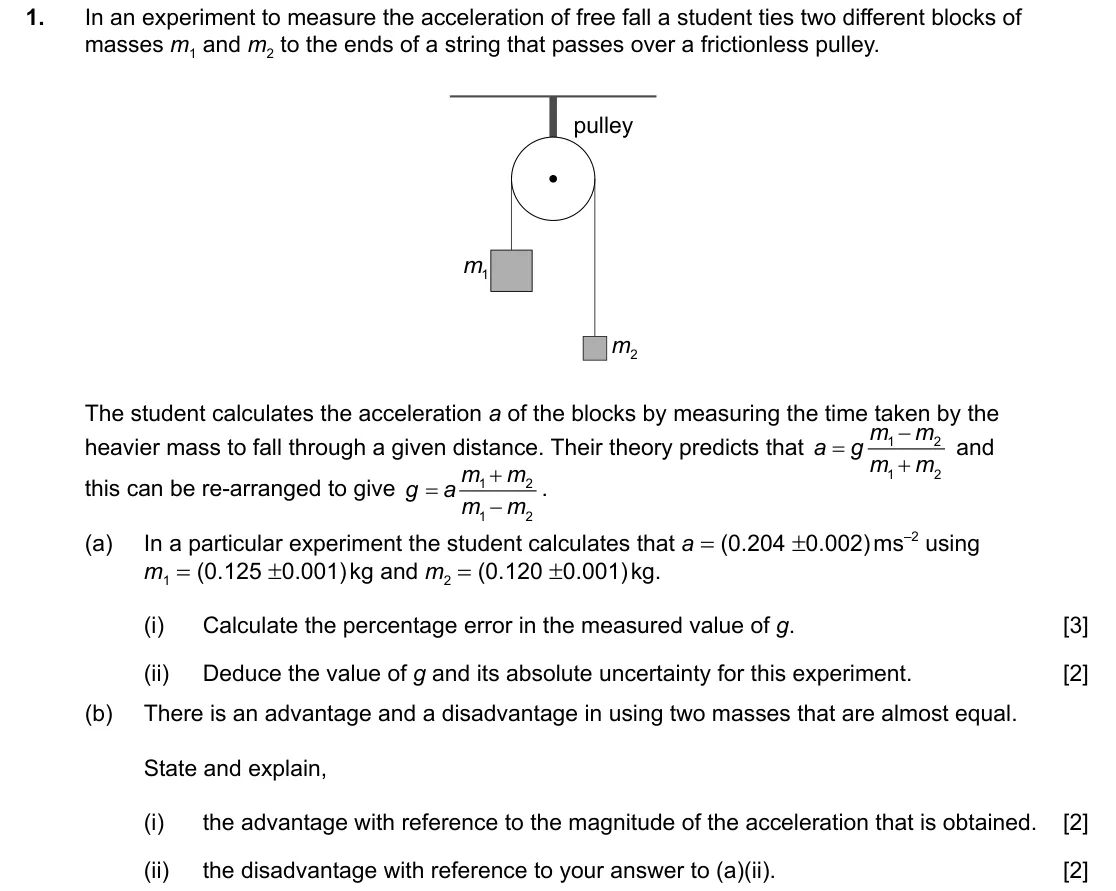 1. In an experiment to measure the acceleration of free fall a student ties two different blocks of
masses m₁ and m₂ to the ends of a string that passes over a frictionless pulley.
pulley
m₁
m₂
The student calculates the acceleration a of the blocks by measuring the time taken by the
heavier mass to fall through a given distance. Their theory predicts that a = g (m₁ − m₂)/(m₁ + m₂) and
this can be re-arranged to give g = a (m₁ + m₂)/(m₁ − m₂).
(a) In a particular experiment the student calculates that a = (0.204 ±0.002) ms⁻² using
m₁ = (0.125 ±0.001) kg and m₂ = (0.120 ±0.001) kg.
(i) Calculate the percentage error in the measured value of g. [3]
(ii) Deduce the value of g and its absolute uncertainty for this experiment. [2]
(b) There is an advantage and a disadvantage in using two masses that are almost equal.
State and explain,
(i) the advantage with reference to the magnitude of the acceleration that is obtained. [2]
(ii) the disadvantage with reference to your answer to (a)(ii). [2]